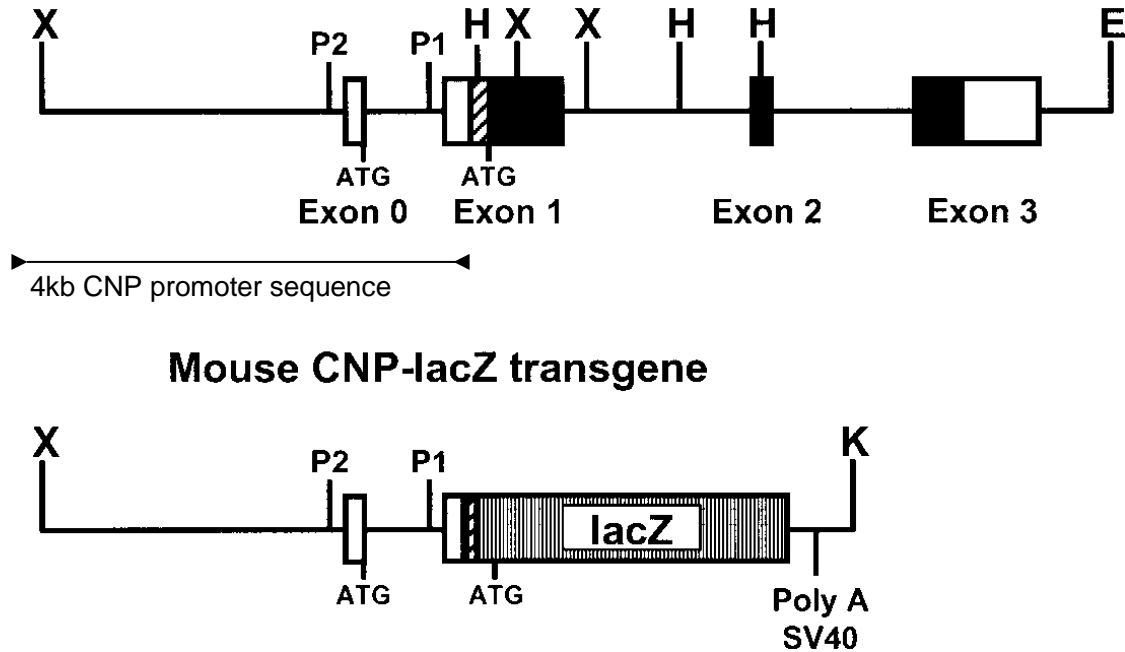 X P2 P1 H X X H H E
ATG ATG
Exon 0 Exon 1 Exon 2 Exon 3
4kb CNP promoter sequence
Mouse CNP-lacZ transgene
X P2 P1 K
lacZ
ATG ATG Poly A
SV40